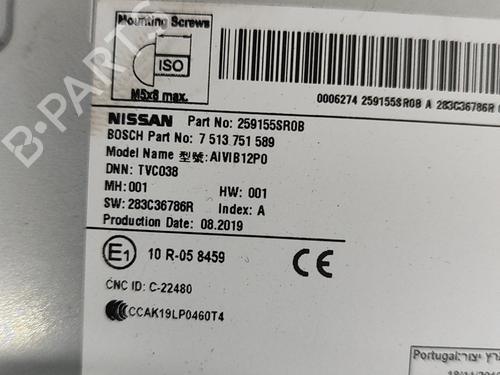 Mounting Screws
ISO
M5x8 max.
0006274 259155SR0B A 283C36786R
NISSAN Part No: 259155SR0B
BOSCH Part No: 7 513 751 589
Model Name 型號: AIVIB12P0
DNN: TVC038
MH: 001 HW: 001
SW: 283C36786R Index: A
Production Date: 08.2019
E1 10 R-05 8459 CE
CNC ID: C-22480
CCAK19LP0460T4
Portugal:
B-PARTS